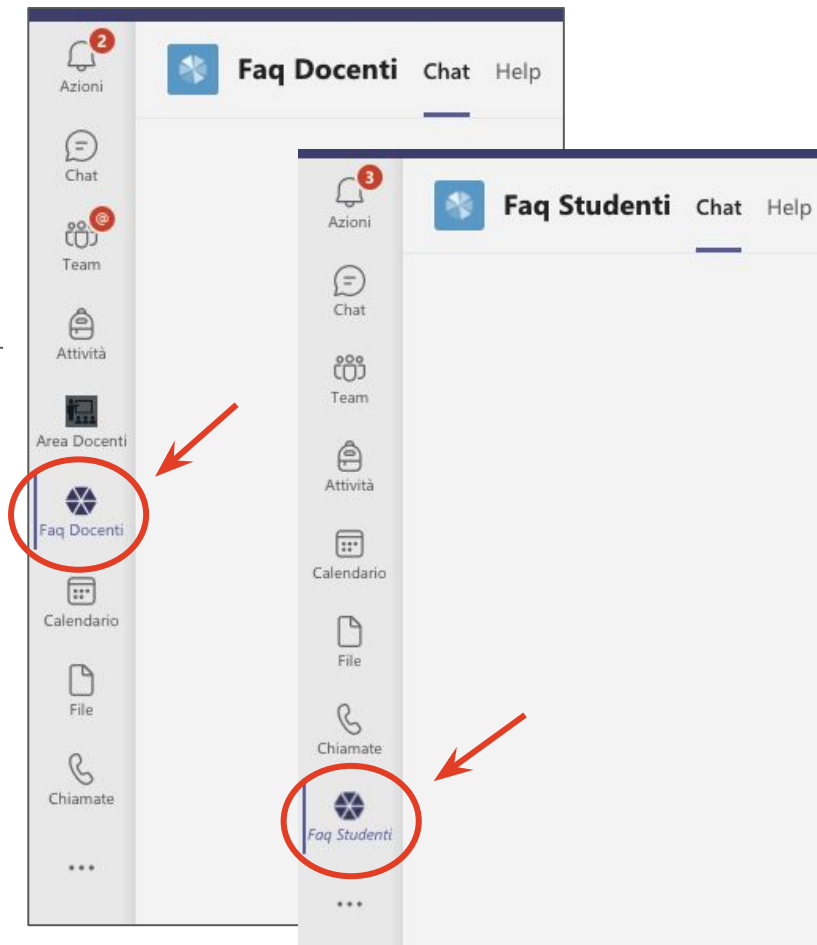 2
Azioni
Faq Docenti Chat Help
Chat
@
Team
Attività
Area Docenti
Faq Docenti
Calendario
File
Chiamate
...
3
Azioni
Faq Studenti Chat Help
Chat
Team
Attività
Calendario
File
Chiamate
Faq Studenti
...